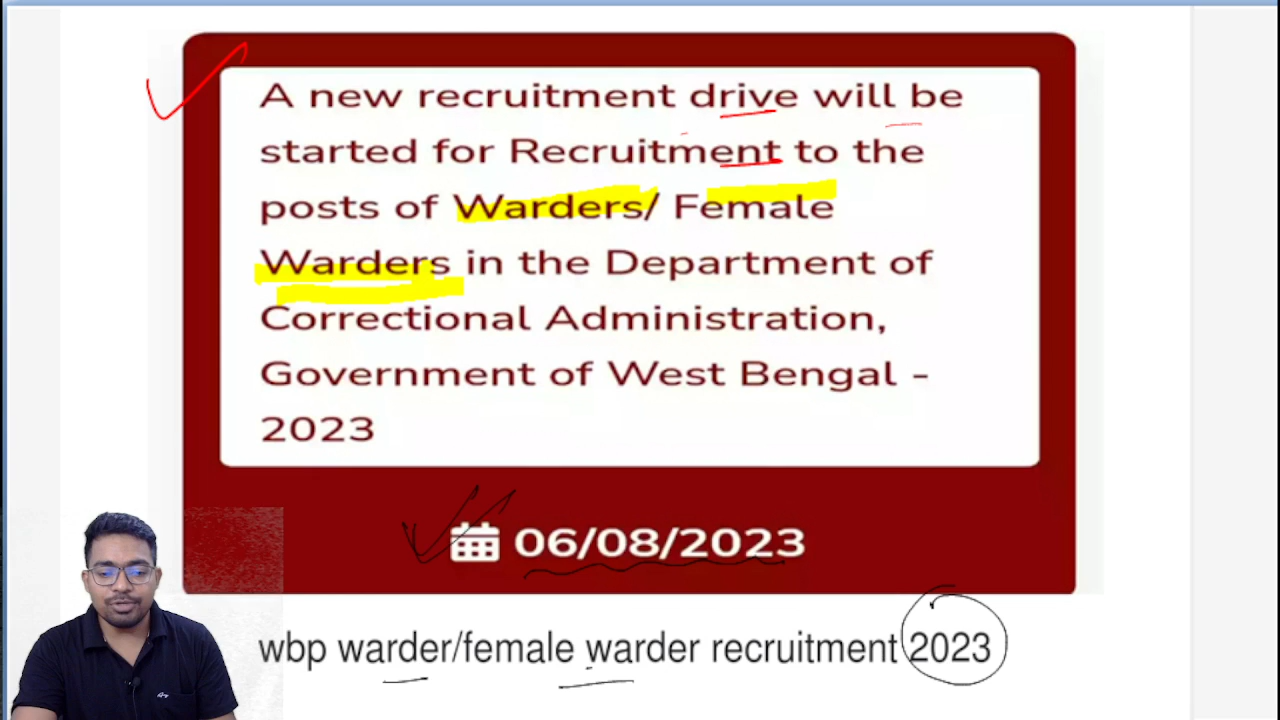 A new recruitment drive will be
started for Recruitment to the
posts of Warders/ Female
Warders in the Department of
Correctional Administration,
Government of West Bengal -
2023
06/08/2023
wbp warder/female warder recruitment 2023